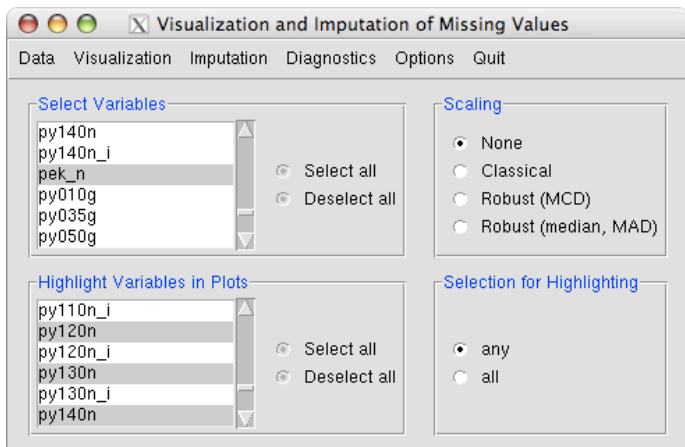 Visualization and Imputation of Missing Values
Data Visualization Imputation Diagnostics Options Quit
Select Variables
py140n
py140n_i
pek_n
py010g
py035g
py050g
Select all
Deselect all
Scaling
None
Classical
Robust (MCD)
Robust (median, MAD)
Highlight Variables in Plots
py110n_i
py120n
py120n_i
py130n
py130n_i
py140n
Select all
Deselect all
Selection for Highlighting
any
all